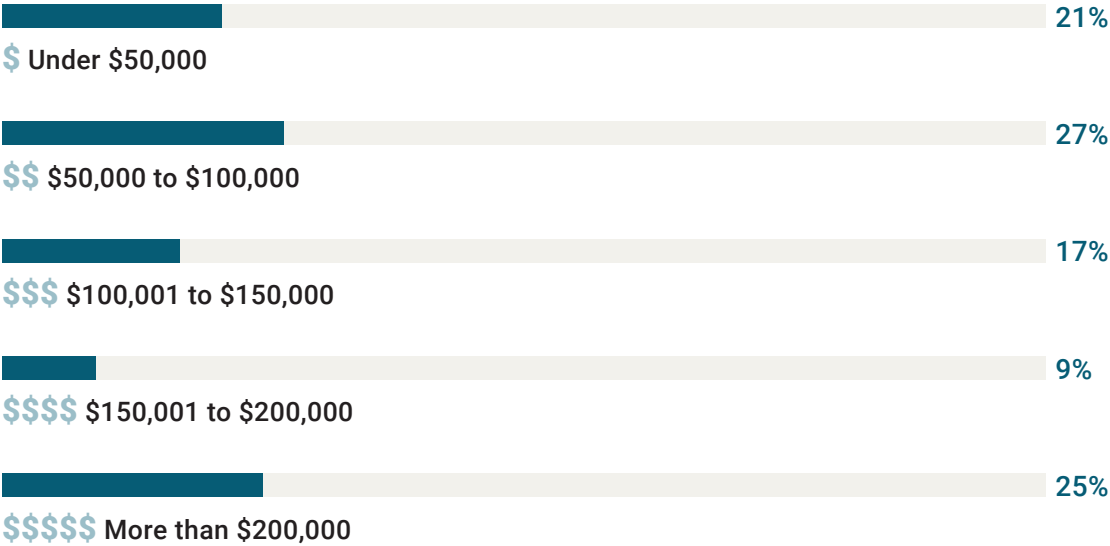 21%
$ Under $50,000
27%
$$ $50,000 to $100,000
17%
$$$ $100,001 to $150,000
9%
$$$$ $150,001 to $200,000
25%
$$$$$ More than $200,000